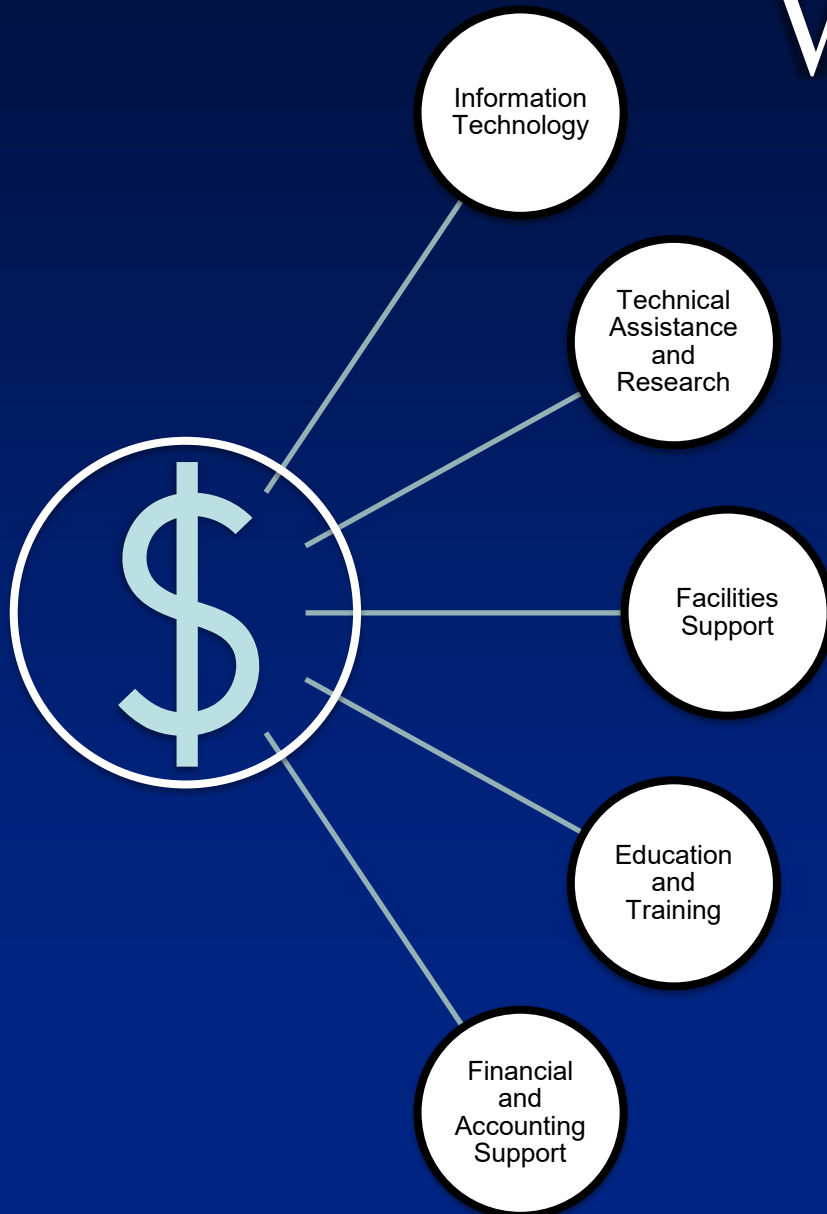 Information
Technology
Technical
Assistance
and
Research
$
Facilities
Support
Education
and
Training
Financial
and
Accounting
Support